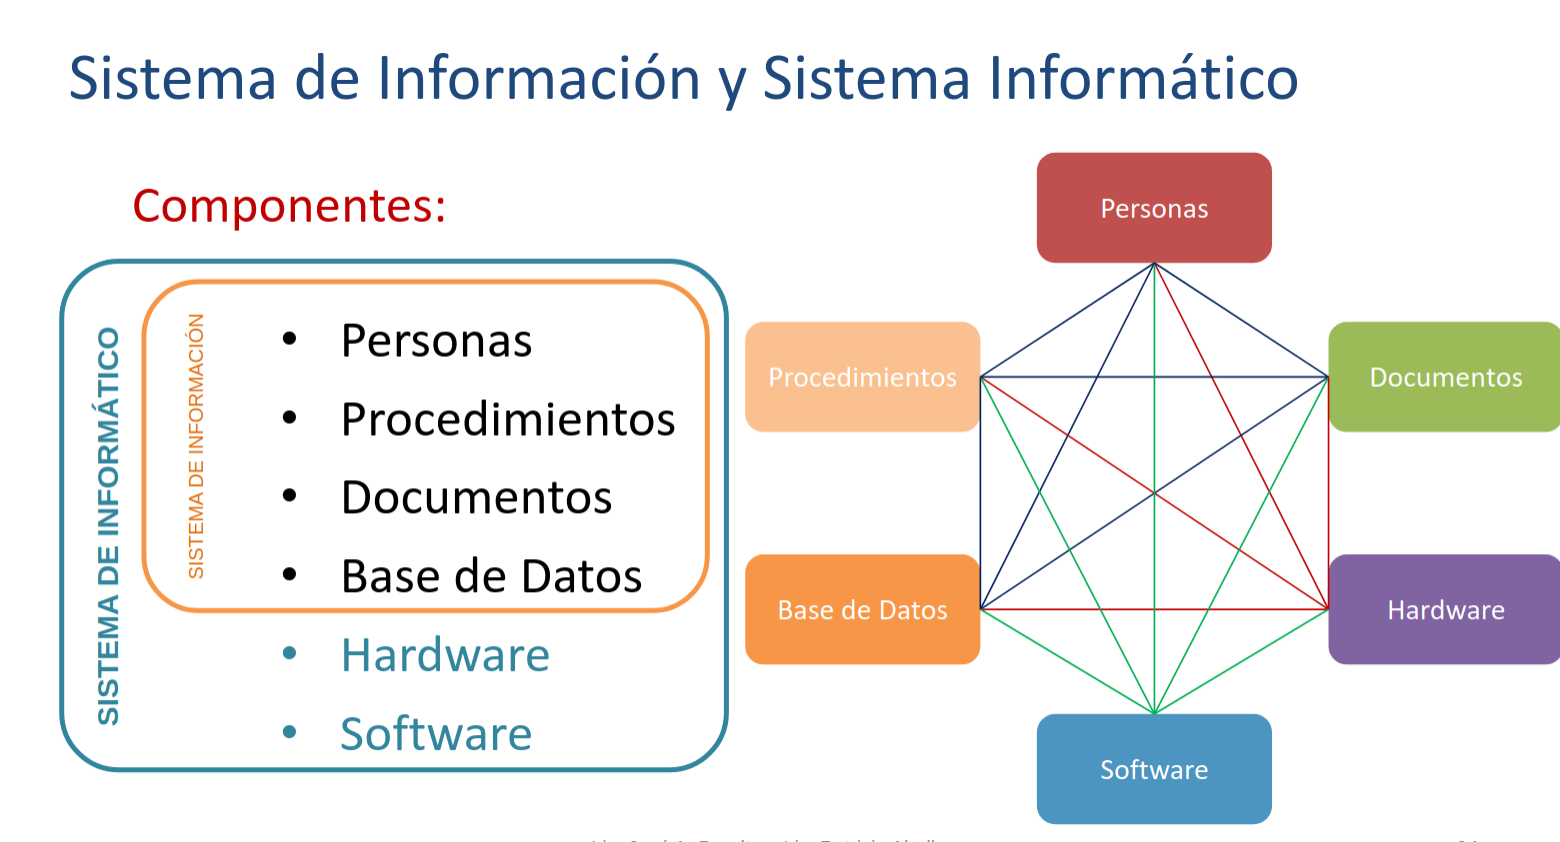 Sistema de Información y Sistema Informático
Componentes:
SISTEMA DE INFORMÁTICO
SISTEMA DE INFORMACIÓN
• Personas
• Procedimientos
• Documentos
• Base de Datos
• Hardware
• Software
Personas
Procedimientos
Documentos
Base de Datos
Hardware
Software